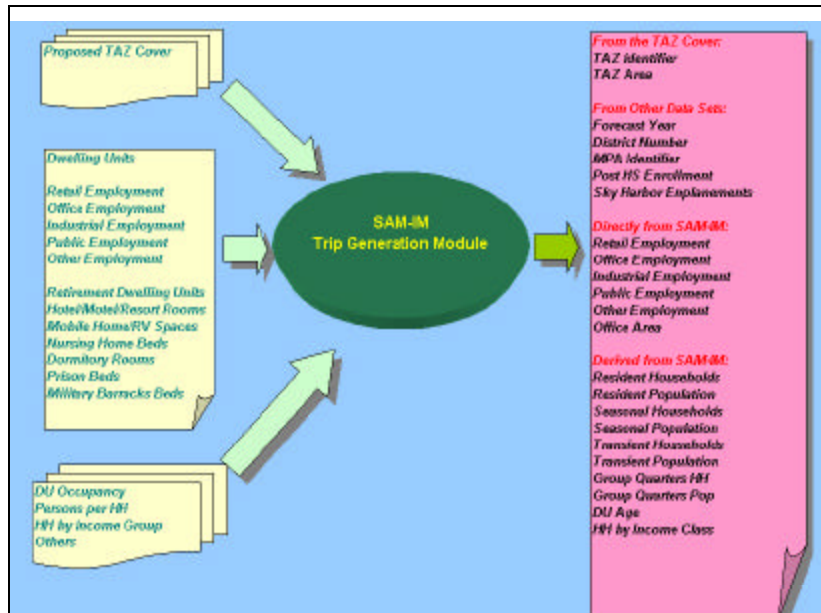 Proposed TAZ Cover
Dwelling Units
Retail Employment
Office Employment
Industrial Employment
Public Employment
Other Employment
Retirement Dwelling Units
Hotel/Motel/Resort Rooms
Mobile Home/RV Spaces
Nursing Home Beds
Dormitory Rooms
Prison Beds
Military Barracks Beds
DU Occupancy
Persons per HH
HH by Income Group
Others
SAM-IM
Trip Generation Module
From the TAZ Cover:
TAZ identifier
TAZ Area
From Other Data Sets:
Forecast Year
District Number
MPA Identifier
Post HS Enrollment
Sky Harbor Enplanements
Directly from SAM-IM:
Retail Employment
Office Employment
Industrial Employment
Public Employment
Other Employment
Office Area
Derived from SAM-IM:
Resident Households
Resident Population
Seasonal Households
Seasonal Population
Transient Households
Transient Population
Group Quarters HH
Group Quarters Pop
DU Age
HH by Income Class